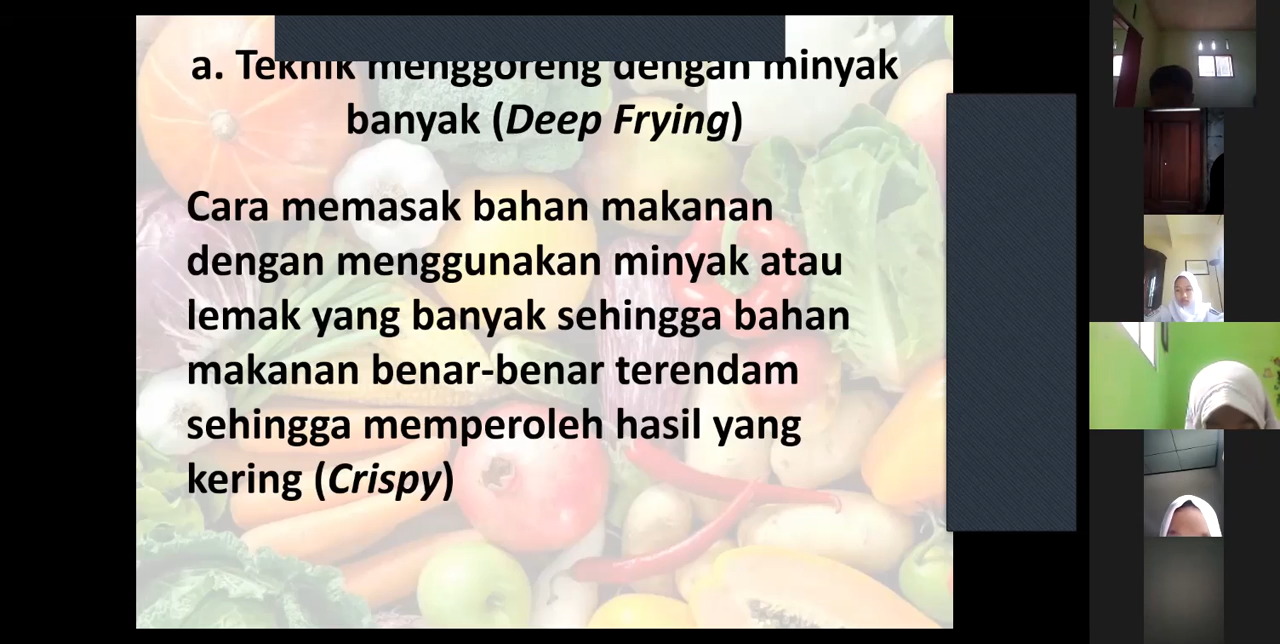 a. Teknik menggoreng dengan minyak
banyak (Deep Frying)
Cara memasak bahan makanan
dengan menggunakan minyak atau
lemak yang banyak sehingga bahan
makanan benar-benar terendam
sehingga memperoleh hasil yang
kering (Crispy)